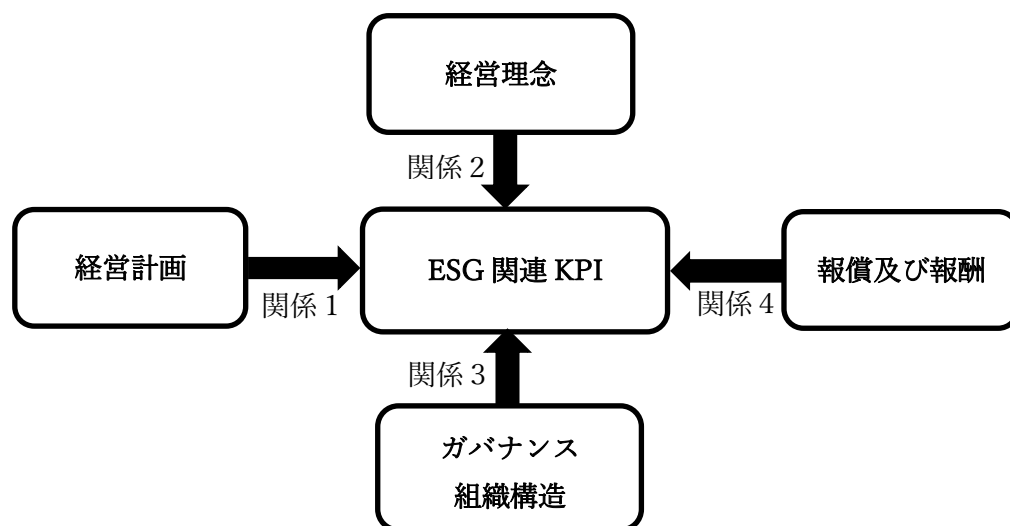 経営理念
関係 2
経営計画
ESG 関連 KPI
報償及び報酬
関係 1
関係 4
関係 3
ガバナンス
組織構造